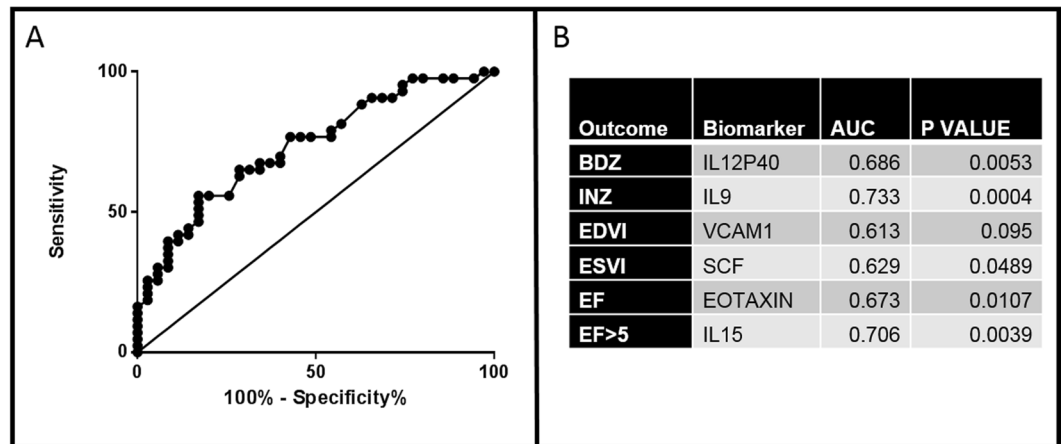 A
100
50
0
Sensitivity
0 50 100
100% - Specificity%
B
Outcome Biomarker AUC P VALUE
BDZ IL12P40 0.686 0.0053
INZ IL9 0.733 0.0004
EDVI VCAM1 0.613 0.095
ESVI SCF 0.629 0.0489
EF EOTAXIN 0.673 0.0107
EF>5 IL15 0.706 0.0039